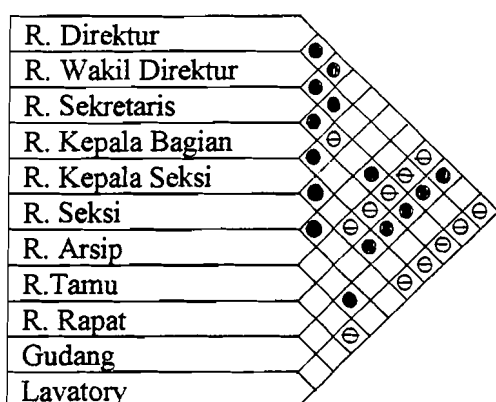 R. Direktur
R. Wakil Direktur
R. Sekretaris
R. Kepala Bagian
R. Kepala Seksi
R. Seksi
R. Arsip
R.Tamu
R. Rapat
Gudang
Lavatory